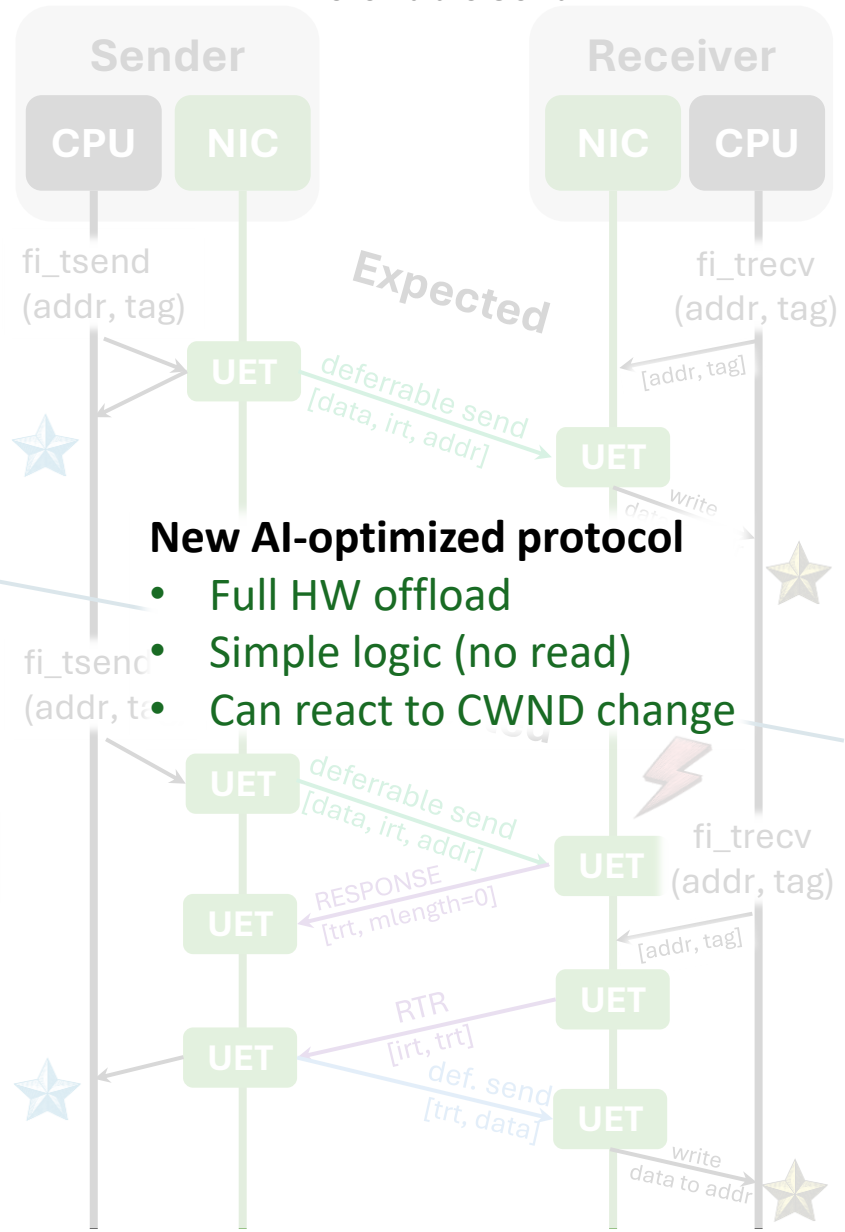 Sender
Receiver
CPU
NIC
NIC
CPU
fi_tsend
(addr, tag)
Expected
fi_trecv
(addr, tag)
[addr, tag]
UET
deferrable send
[data, irt, addr]
UET
write
New AI-optimized protocol
• Full HW offload
• Simple logic (no read)
• Can react to CWND change
fi_tsend
(addr,
UET
deferrable send
[data, irt, addr]
UET
fi_trecv
(addr, tag)
RESPONSE
[trt, mlength=0]
UET
[addr, tag]
UET
RTR
[irt, trt]
UET
def. send
[trt, data]
UET
write
data to addr